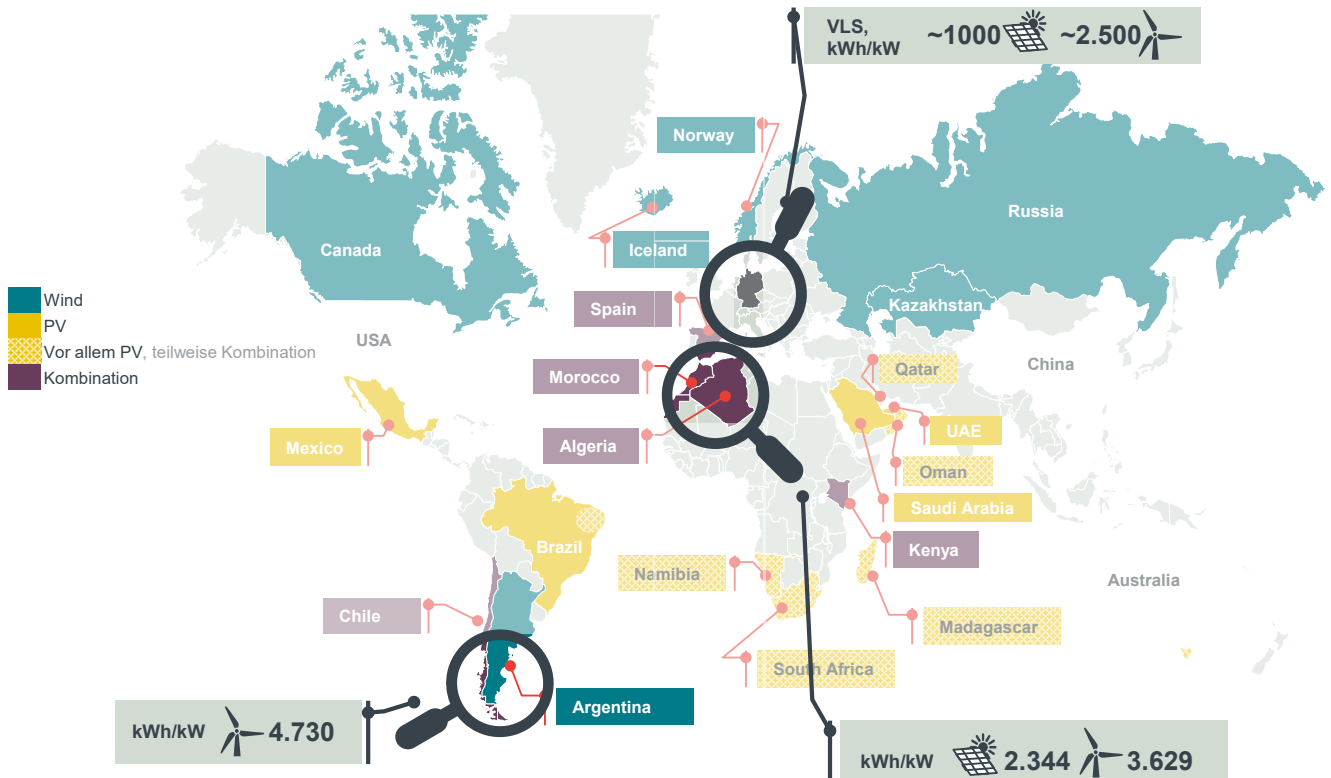 VLS,
kWh/kW ~1000 ~2.500
Norway
Russia
Canada
Iceland
Wind
PV
Vor allem PV, teilweise Kombination
Kombination
Spain
Kazakhstan
USA
China
Morocco
Qatar
Mexico
Algeria
UAE
Oman
Saudi Arabia
Brazil
Kenya
Namibia
Australia
Chile
Madagascar
South Africa
Argentina
kWh/kW 4.730
kWh/kW 2.344 3.629